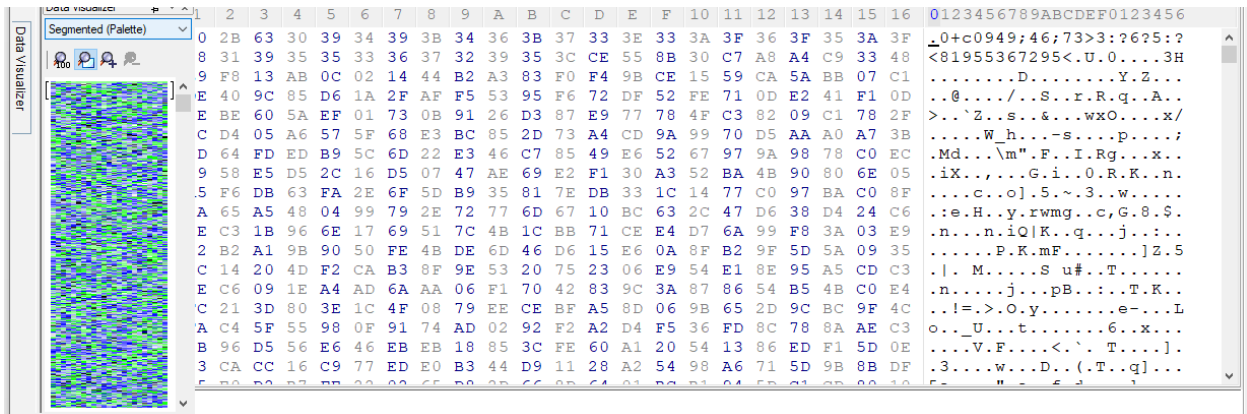 Data Visualizer
Segmented (Palette)
Data Visualizer
1 2 3 4 5 6 7 8 9 A B C D E F 10 11 12 13 14 15 16 0123456789ABCDEF0123456
0 2B 63 30 39 34 39 3B 34 36 3B 37 33 3E 33 3A 3F 36 3F 35 3A 3F .0+c0949;46;73>3:?6?5:?
8 31 39 35 35 33 36 37 32 39 35 3C CE 55 8B 30 C7 A8 A4 C9 33 48 <81955367295<.U.0....3H
9 F8 13 AB 0C 02 14 44 B2 A3 83 F0 F4 9B CE 15 59 CA 5A BB 07 C1 ........D........Y.Z...
E 40 9C 85 D6 1A 2F AF F5 53 95 F6 72 DF 52 FE 71 0D E2 41 F1 0D ..@..../..S..r.R.q..A..
E BE 60 5A EF 01 73 0B 91 26 D3 87 E9 77 78 4F C3 82 09 C1 78 2F >..`Z..s..&...wxO....x/
C D4 05 A6 57 5F 68 E3 BC 85 2D 73 A4 CD 9A 99 70 D5 AA A0 A7 3B .....W_h...-s....p....;
D 64 FD ED B9 5C 6D 22 E3 46 C7 85 49 E6 52 67 97 9A 98 78 C0 EC .Md...\m".F..I.Rg...x..
9 58 E5 D5 2C 16 D5 07 47 AE 69 E2 F1 30 A3 52 BA 4B 90 80 6E 05 .iX..,...G.i..0.R.K..n.
5 F6 DB 63 FA 2E 6F 5D B9 35 81 7E DB 33 1C 14 77 C0 97 BA C0 8F ....c..o].5.~.3..w.....
A 65 A5 48 04 99 79 2E 72 77 6D 67 10 BC 63 2C 47 D6 38 D4 24 C6 .:e.H..y.rwmg..c,G.8.$.
E C3 1B 96 6E 17 69 51 7C 4B 1C BB 71 CE E4 D7 6A 99 F8 3A 03 E9 .n...n.iQ|K..q...j..:..
2 B2 A1 9B 90 50 FE 4B DE 6D 46 D6 15 E6 0A 8F B2 9E 5D 5A 09 35 ......P.K.mF.......]Z.5
C 14 20 4D F2 CA B3 8F 9E 53 20 75 23 06 E9 54 E1 8E 95 A5 CD C3 .|. M.....S u#..T......
E C6 09 1E A4 AD 6A AA 06 F1 70 42 83 9C 3A 87 86 54 B5 4B C0 E4 .n.....j...pB..:..T.K..
C 21 3D 80 3E 1C 4F 08 79 EE CE BF A5 8D 06 9B 65 2D 9C BC 9F 4C ..!=.>.O.y.......e-...L
A C4 5F 55 98 0F 91 74 AD 02 92 F2 A2 D4 F5 36 FD 8C 78 8A AE C3 o.._U...t.......6..x...
B 96 D5 56 E6 46 EB EB 18 85 3C FE 60 A1 20 54 13 86 ED F1 5D 0E ....V.F....<.`. T....].
3 CA CC 16 C9 77 ED E0 B3 44 D9 11 28 A2 54 98 A6 71 5D 9B 8B DF .3....w...D..(.T..q]...